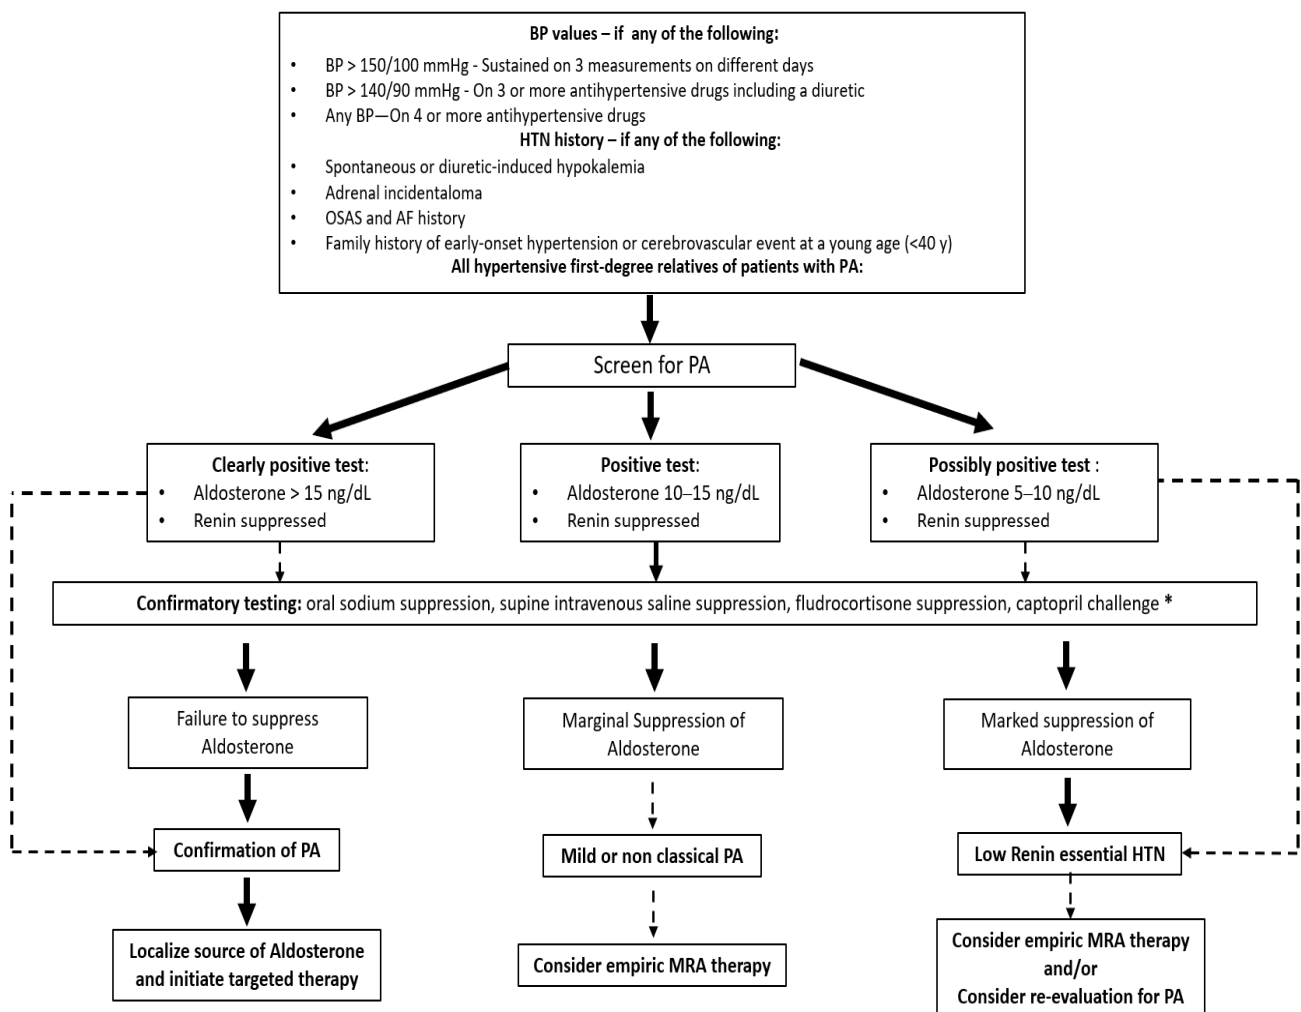 BP values – if any of the following:
• BP > 150/100 mmHg - Sustained on 3 measurements on different days
• BP > 140/90 mmHg - On 3 or more antihypertensive drugs including a diuretic
• Any BP—On 4 or more antihypertensive drugs
HTN history – if any of the following:
• Spontaneous or diuretic-induced hypokalemia
• Adrenal incidentaloma
• OSAS and AF history
• Family history of early-onset hypertension or cerebrovascular event at a young age (<40 y)
All hypertensive first-degree relatives of patients with PA:
Screen for PA
Clearly positive test:
• Aldosterone > 15 ng/dL
• Renin suppressed
Positive test:
• Aldosterone 10–15 ng/dL
• Renin suppressed
Possibly positive test :
• Aldosterone 5–10 ng/dL
• Renin suppressed
Confirmatory testing: oral sodium suppression, supine intravenous saline suppression, fludrocortisone suppression, captopril challenge *
Failure to suppress
Aldosterone
Marginal Suppression of
Aldosterone
Marked suppression of
Aldosterone
Confirmation of PA
Mild or non classical PA
Low Renin essential HTN
Localize source of Aldosterone
and initiate targeted therapy
Consider empiric MRA therapy
Consider empiric MRA therapy
and/or
Consider re-evaluation for PA